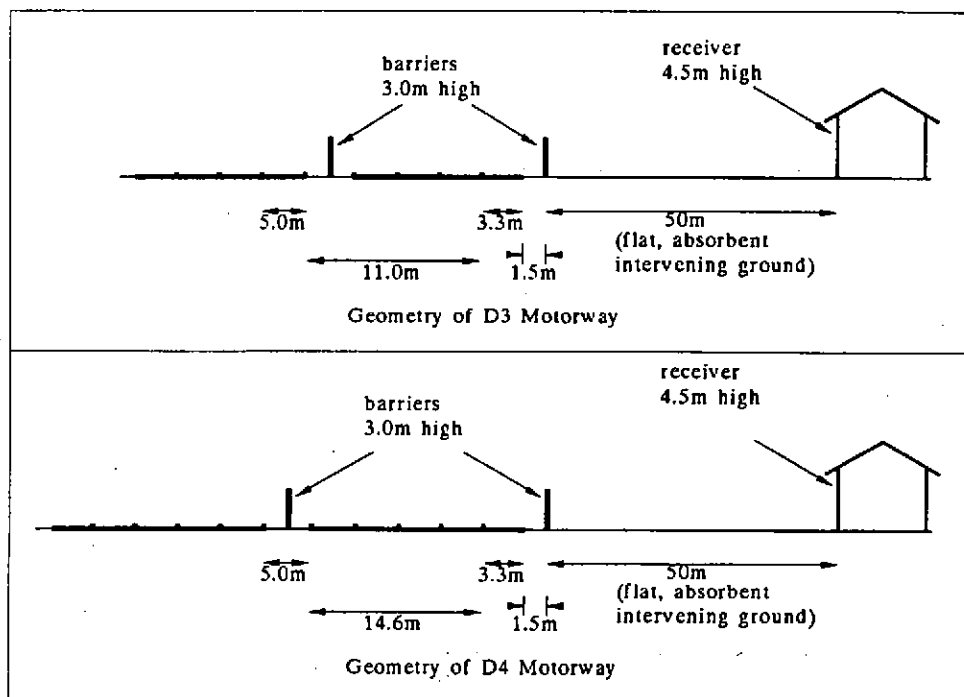 barriers
3.0m high
receiver
4.5m high
5.0m
3.3m
50m
(flat, absorbent
intervening ground)
11.0m
1.5m
Geometry of D3 Motorway
receiver
4.5m high
barriers
3.0m high
5.0m
3.3m
50m
(flat, absorbent
intervening ground)
14.6m
1.5m
Geometry of D4 Motorway